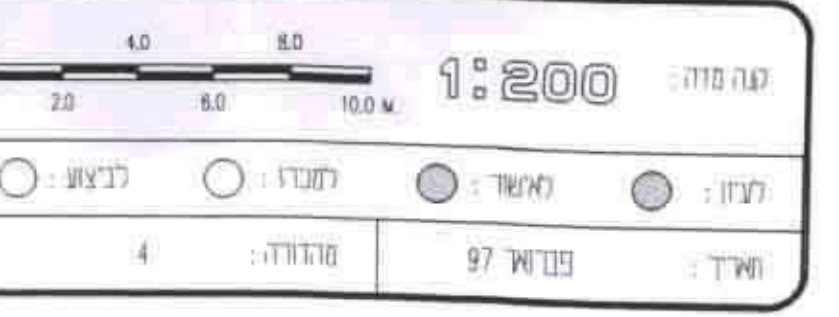 קנה מדה: 1:200
4.0 8.0
2.0 6.0 10.0 M
לעיון: לאישור: למכרז: לביצוע:
תאריך: פברואר 97 מהדורה: 4